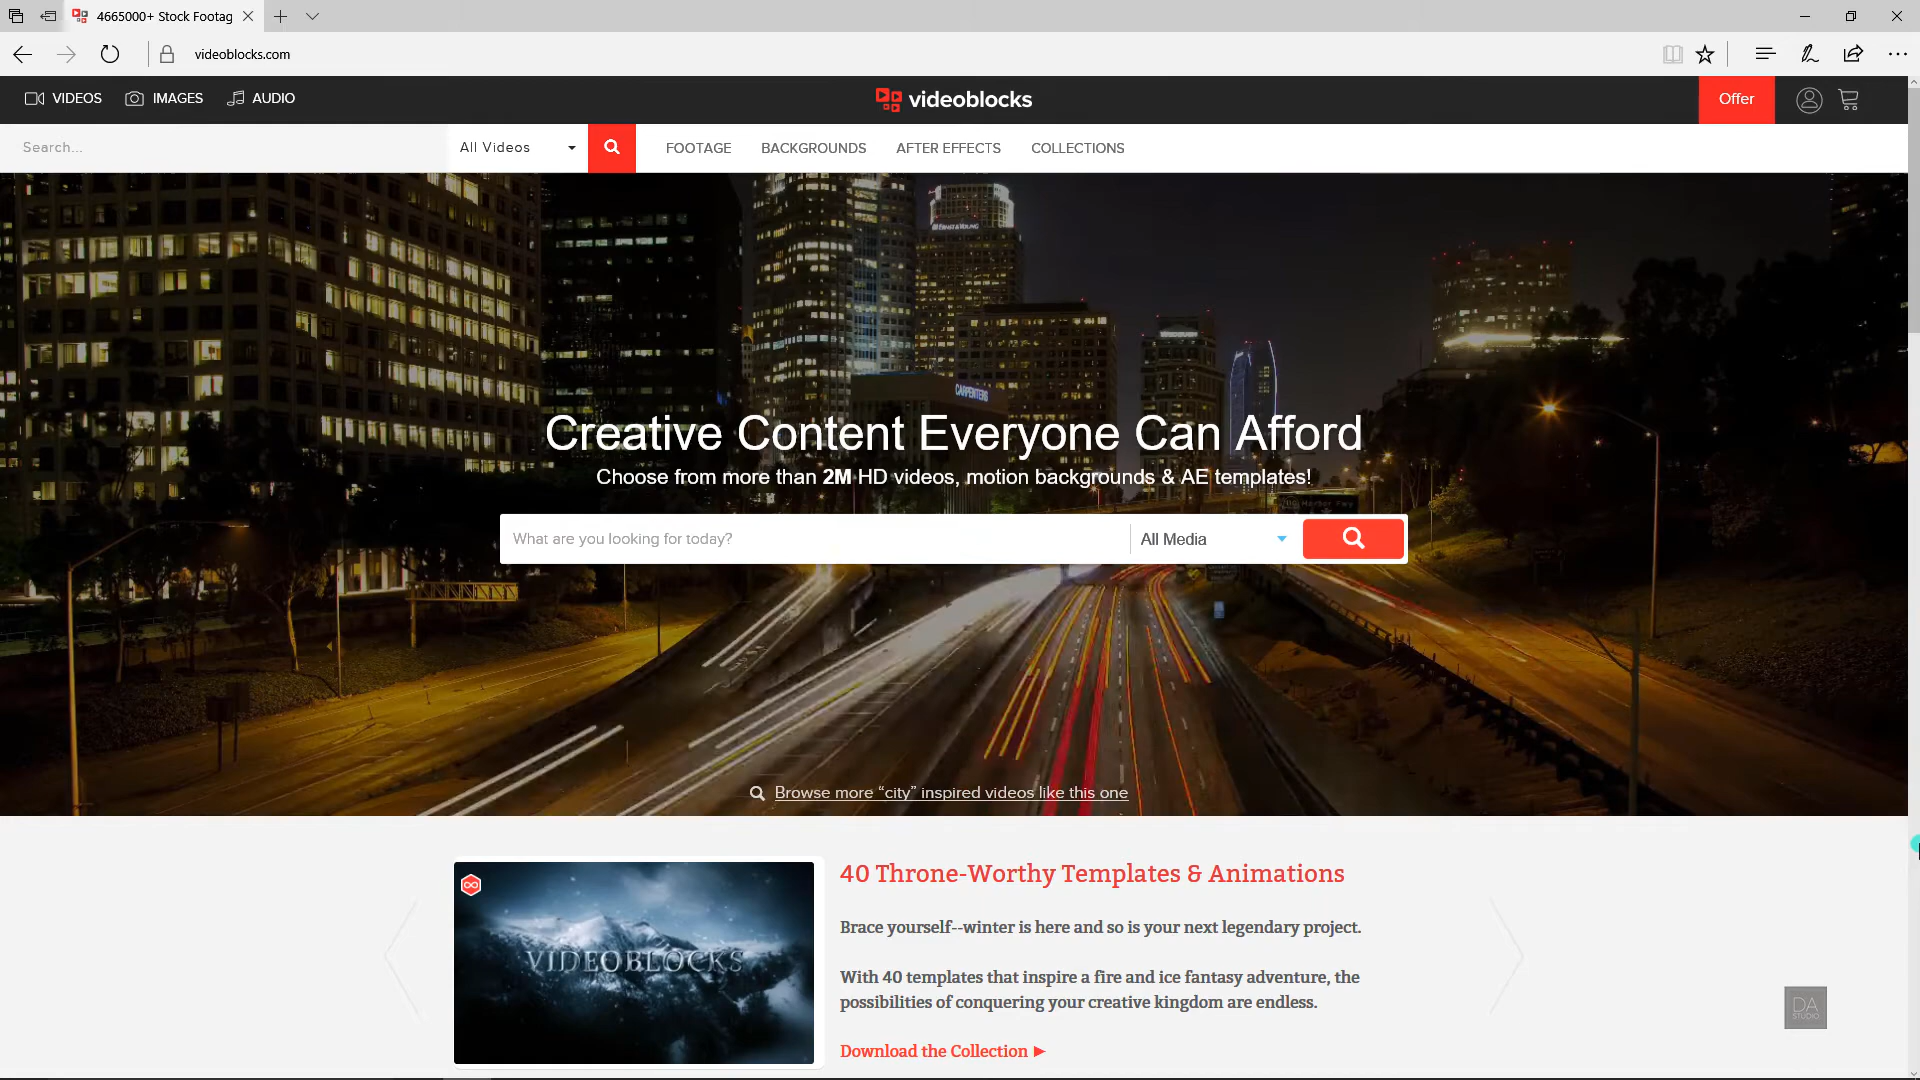 4665000+ Stock Footag
videoblocks.com
VIDEOS IMAGES AUDIO videoblocks Offer
Search... All Videos FOOTAGE BACKGROUNDS AFTER EFFECTS COLLECTIONS
ERNST & YOUNG
CARPENTERS
Creative Content Everyone Can Afford
Choose from more than 2M HD videos, motion backgrounds & AE templates!
What are you looking for today? All Media
Browse more “city” inspired videos like this one
VIDEOBLOCKS
40 Throne-Worthy Templates & Animations
Brace yourself--winter is here and so is your next legendary project.
With 40 templates that inspire a fire and ice fantasy adventure, the
possibilities of conquering your creative kingdom are endless.
Download the Collection ▶
DA
STUDIO